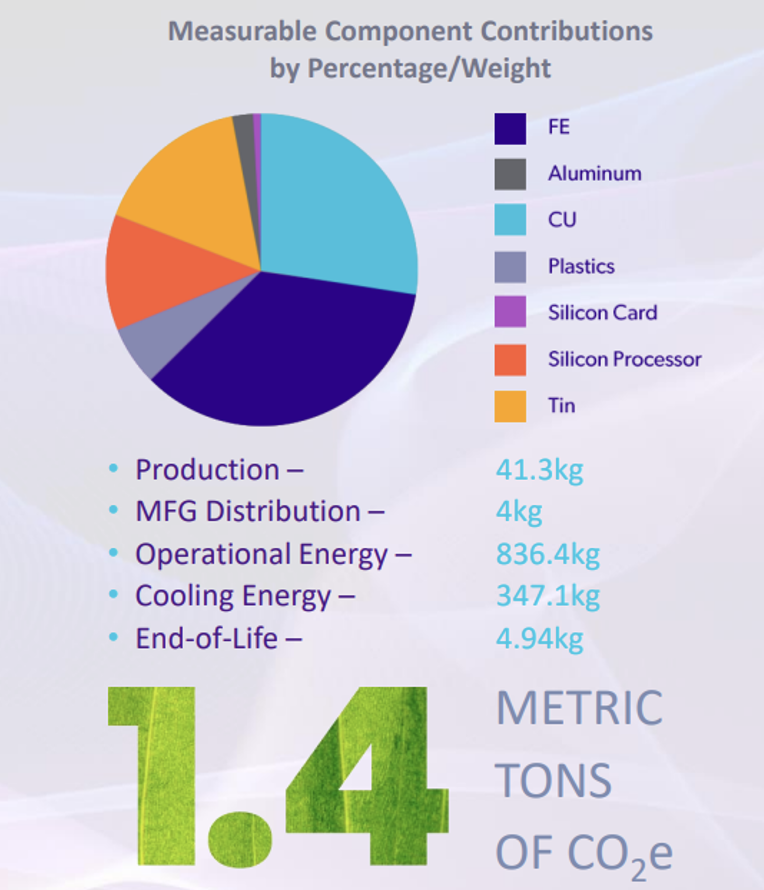 Measurable Component Contributions
by Percentage/Weight
FE
Aluminum
CU
Plastics
Silicon Card
Silicon Processor
Tin
• Production – 41.3kg
• MFG Distribution – 4kg
• Operational Energy – 836.4kg
• Cooling Energy – 347.1kg
• End-of-Life – 4.94kg
1.4 METRIC
TONS
OF CO₂e